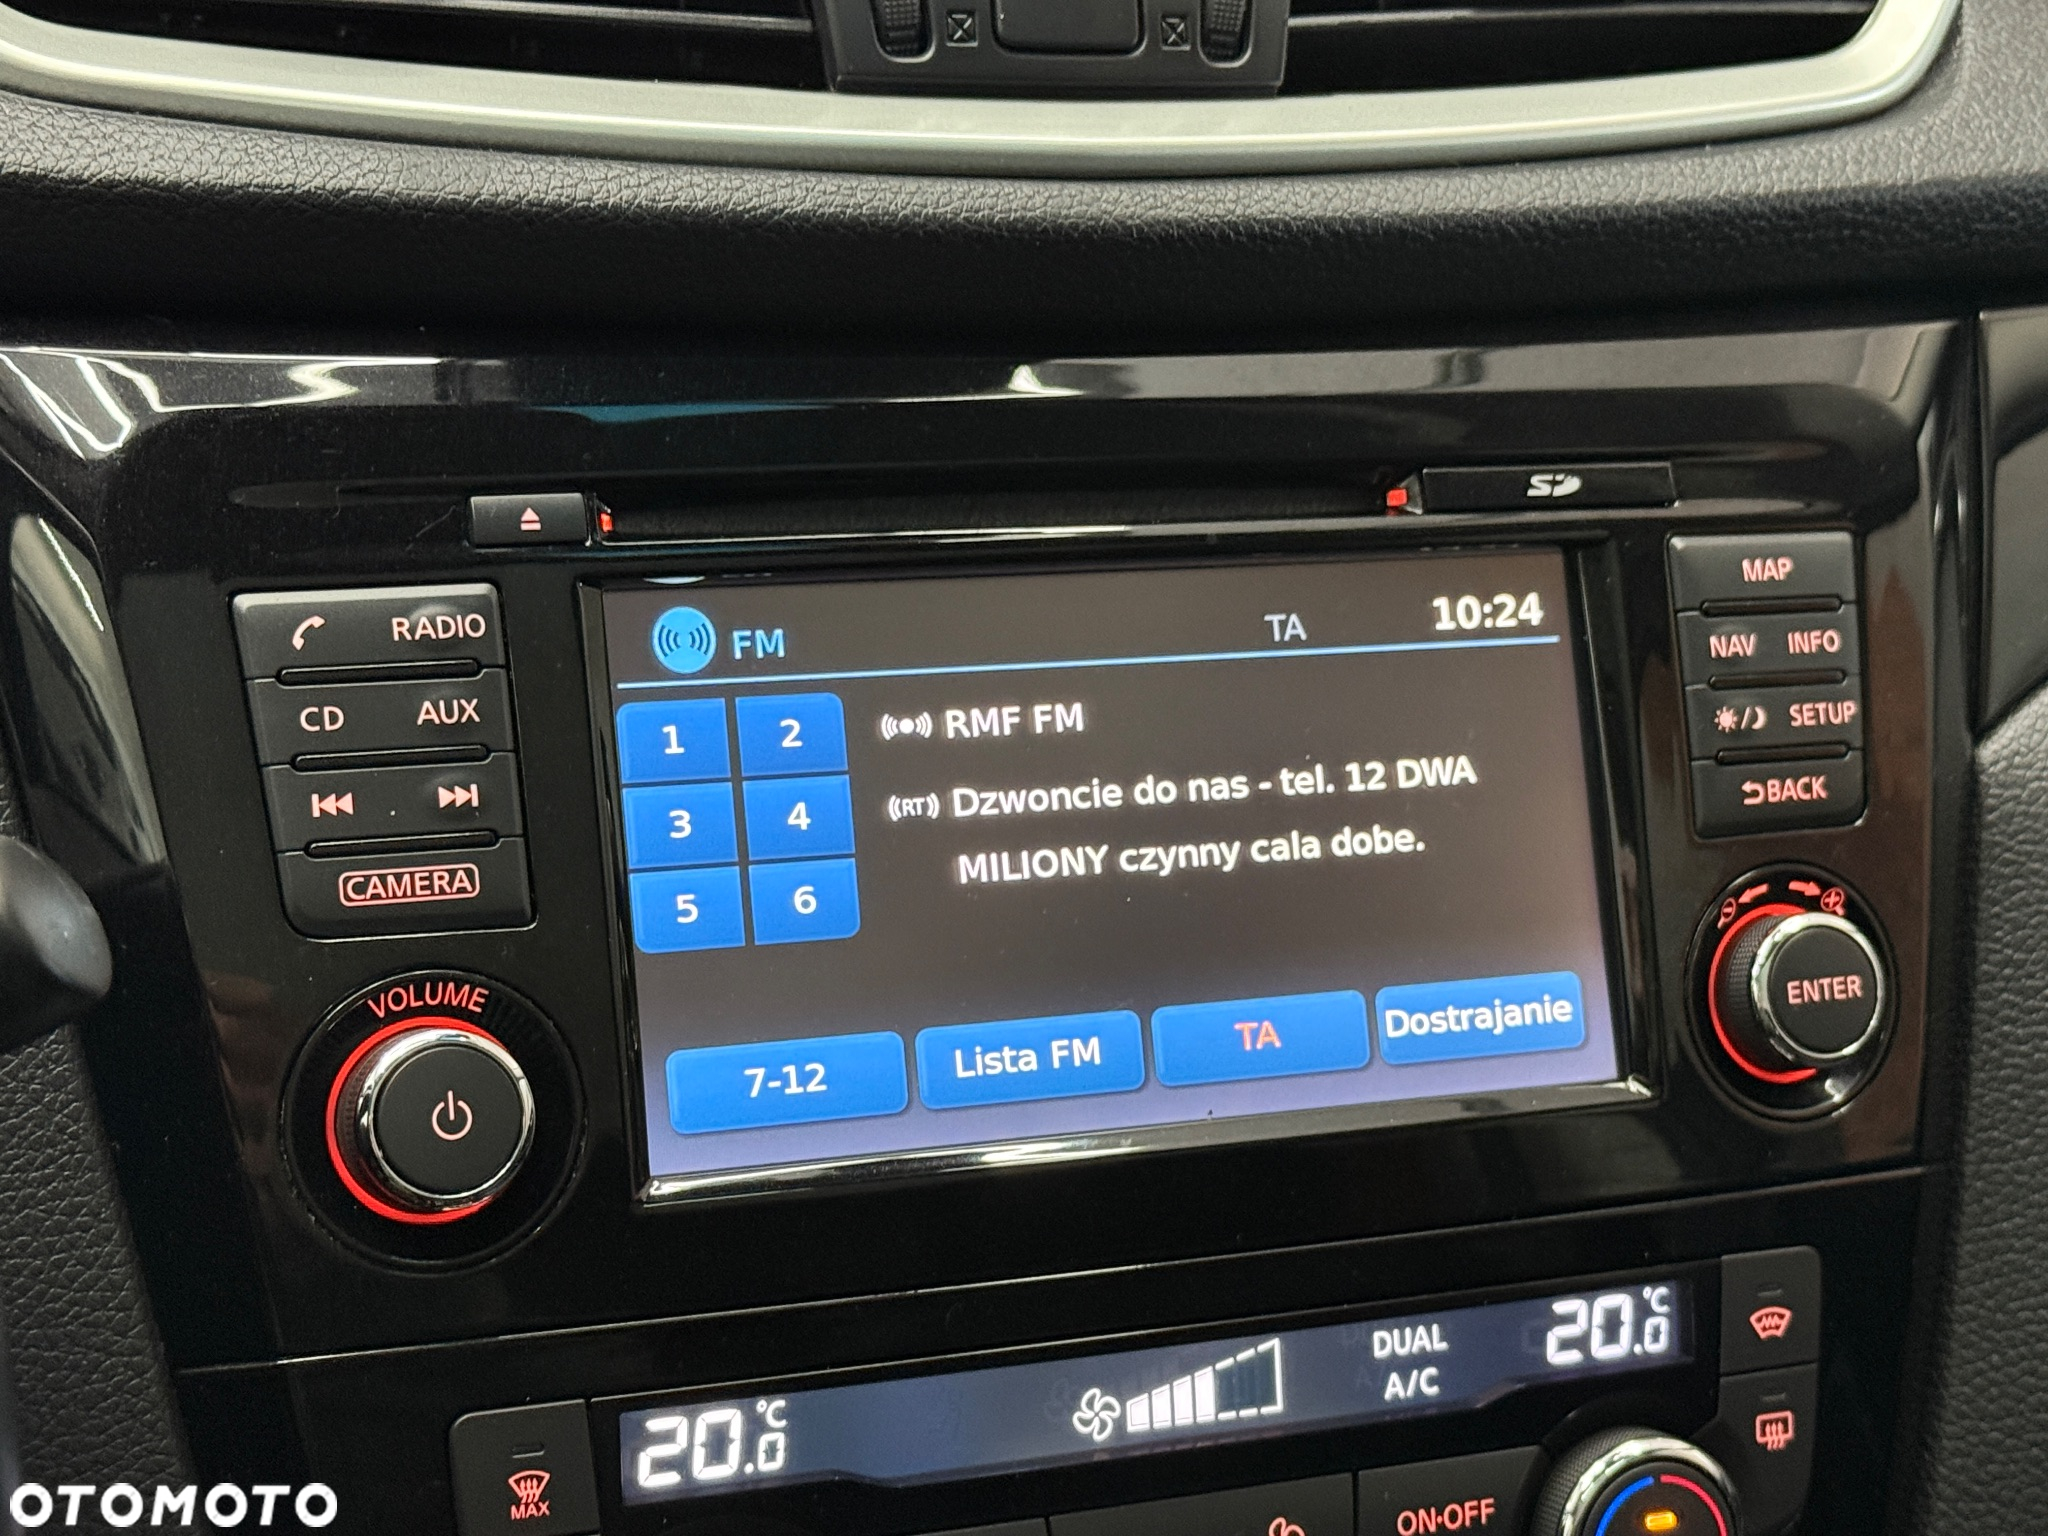 SD
RADIO
CD AUX
CAMERA
VOLUME
FM TA 10:24
1 2
3 4
5 6
RMF FM
RT Dzwoncie do nas - tel. 12 DWA
MILIONY czynny cala dobe.
7-12 Lista FM TA Dostrajanie
MAP
NAV INFO
SETUP
BACK
ENTER
20.0 °C
DUAL
A/C
20.0 °C
MAX
ON·OFF
OTOMOTO